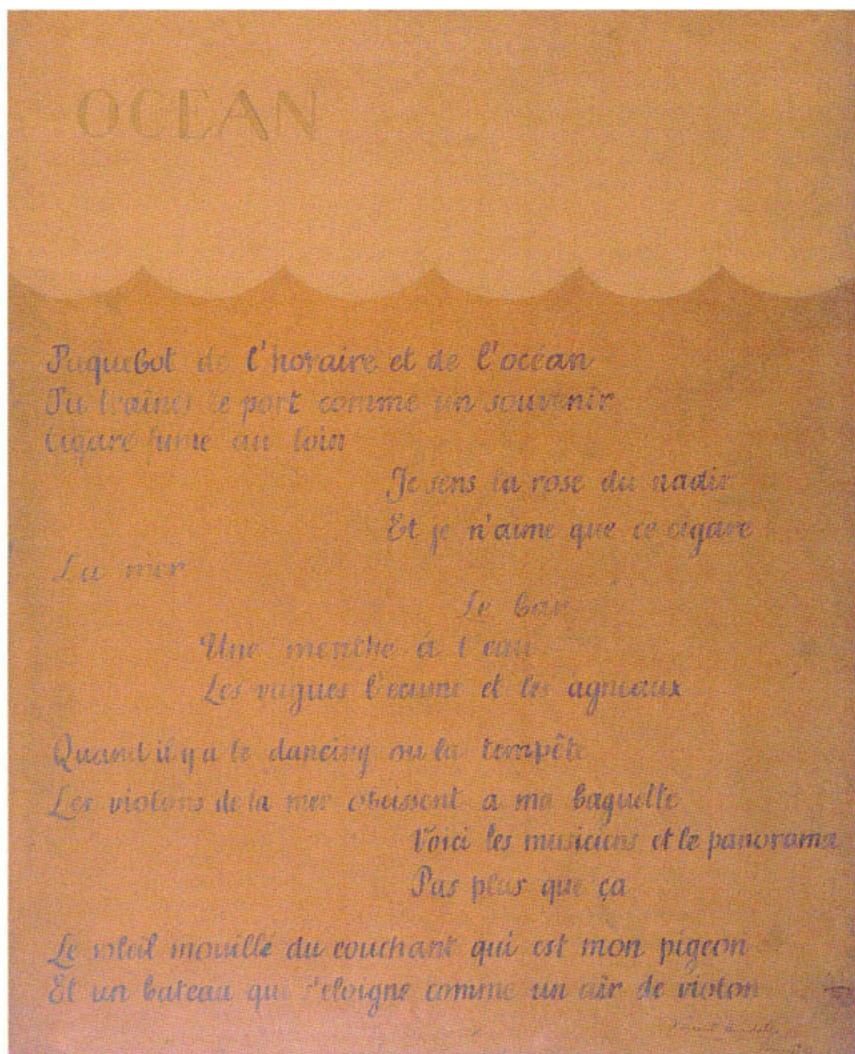 OCEAN
Paquebot de l'horaire et de l'océan
Tu traînes le port comme un souvenir
Cigare fume au loin
Je sens la rose du nadir
Et je n'aime que ce cigare
La mer
Le bar
Une menthe à l eau
Les vagues l'ecume et les agneaux
Quand il y a le dancing ou la tempête
Les violons de la mer obeissent a ma baguette
Voici les musiciens et le panorama
Pas plus que ça
Le soleil mouillé du couchant qui est mon pigeon
Et un bateau qui s'eloigne comme un air de violon